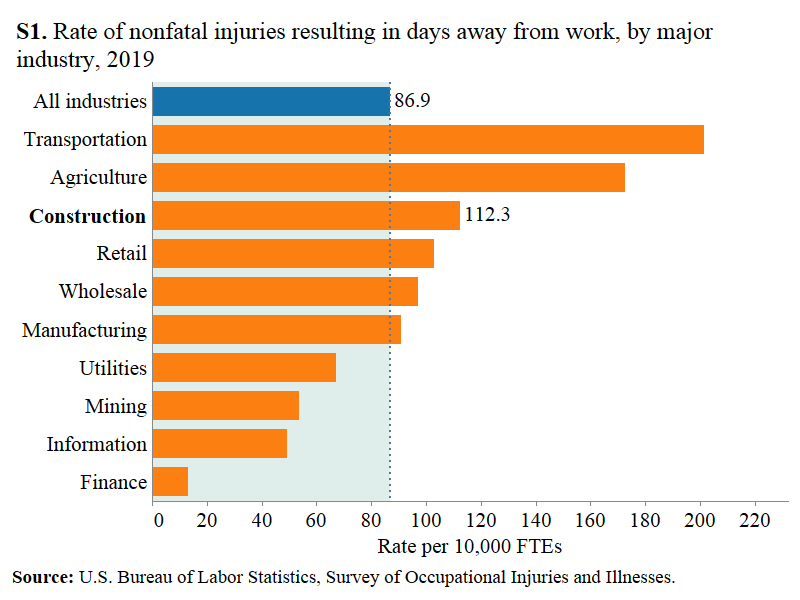 S1. Rate of nonfatal injuries resulting in days away from work, by major
industry, 2019
All industries 86.9
Transportation
Agriculture
Construction 112.3
Retail
Wholesale
Manufacturing
Utilities
Mining
Information
Finance
0 20 40 60 80 100 120 140 160 180 200 220
Rate per 10,000 FTEs
Source: U.S. Bureau of Labor Statistics, Survey of Occupational Injuries and Illnesses.